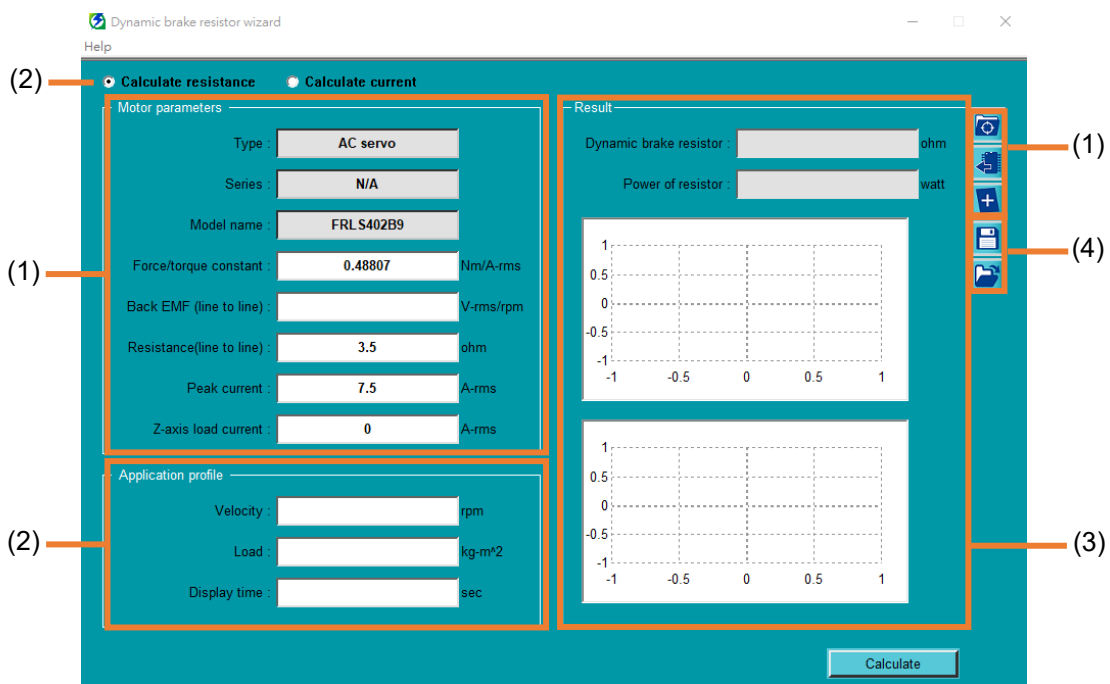 Dynamic brake resistor wizard
Help
(2)
Calculate resistance Calculate current
Motor parameters
Type : AC servo
Series : N/A
Model name : FRLS402B9
(1)
Force/torque constant : 0.48807 Nm/A-rms
Back EMF (line to line) : V-rms/rpm
Resistance(line to line) : 3.5 ohm
Peak current : 7.5 A-rms
Z-axis load current : 0 A-rms
Application profile
Velocity : rpm
(2)
Load : kg-m^2
Display time : sec
Result
Dynamic brake resistor : ohm
Power of resistor : watt
1
0.5
0
-0.5
-1
-1 -0.5 0 0.5 1
1
0.5
0
-0.5
-1
-1 -0.5 0 0.5 1
(1)
(4)
(3)
Calculate